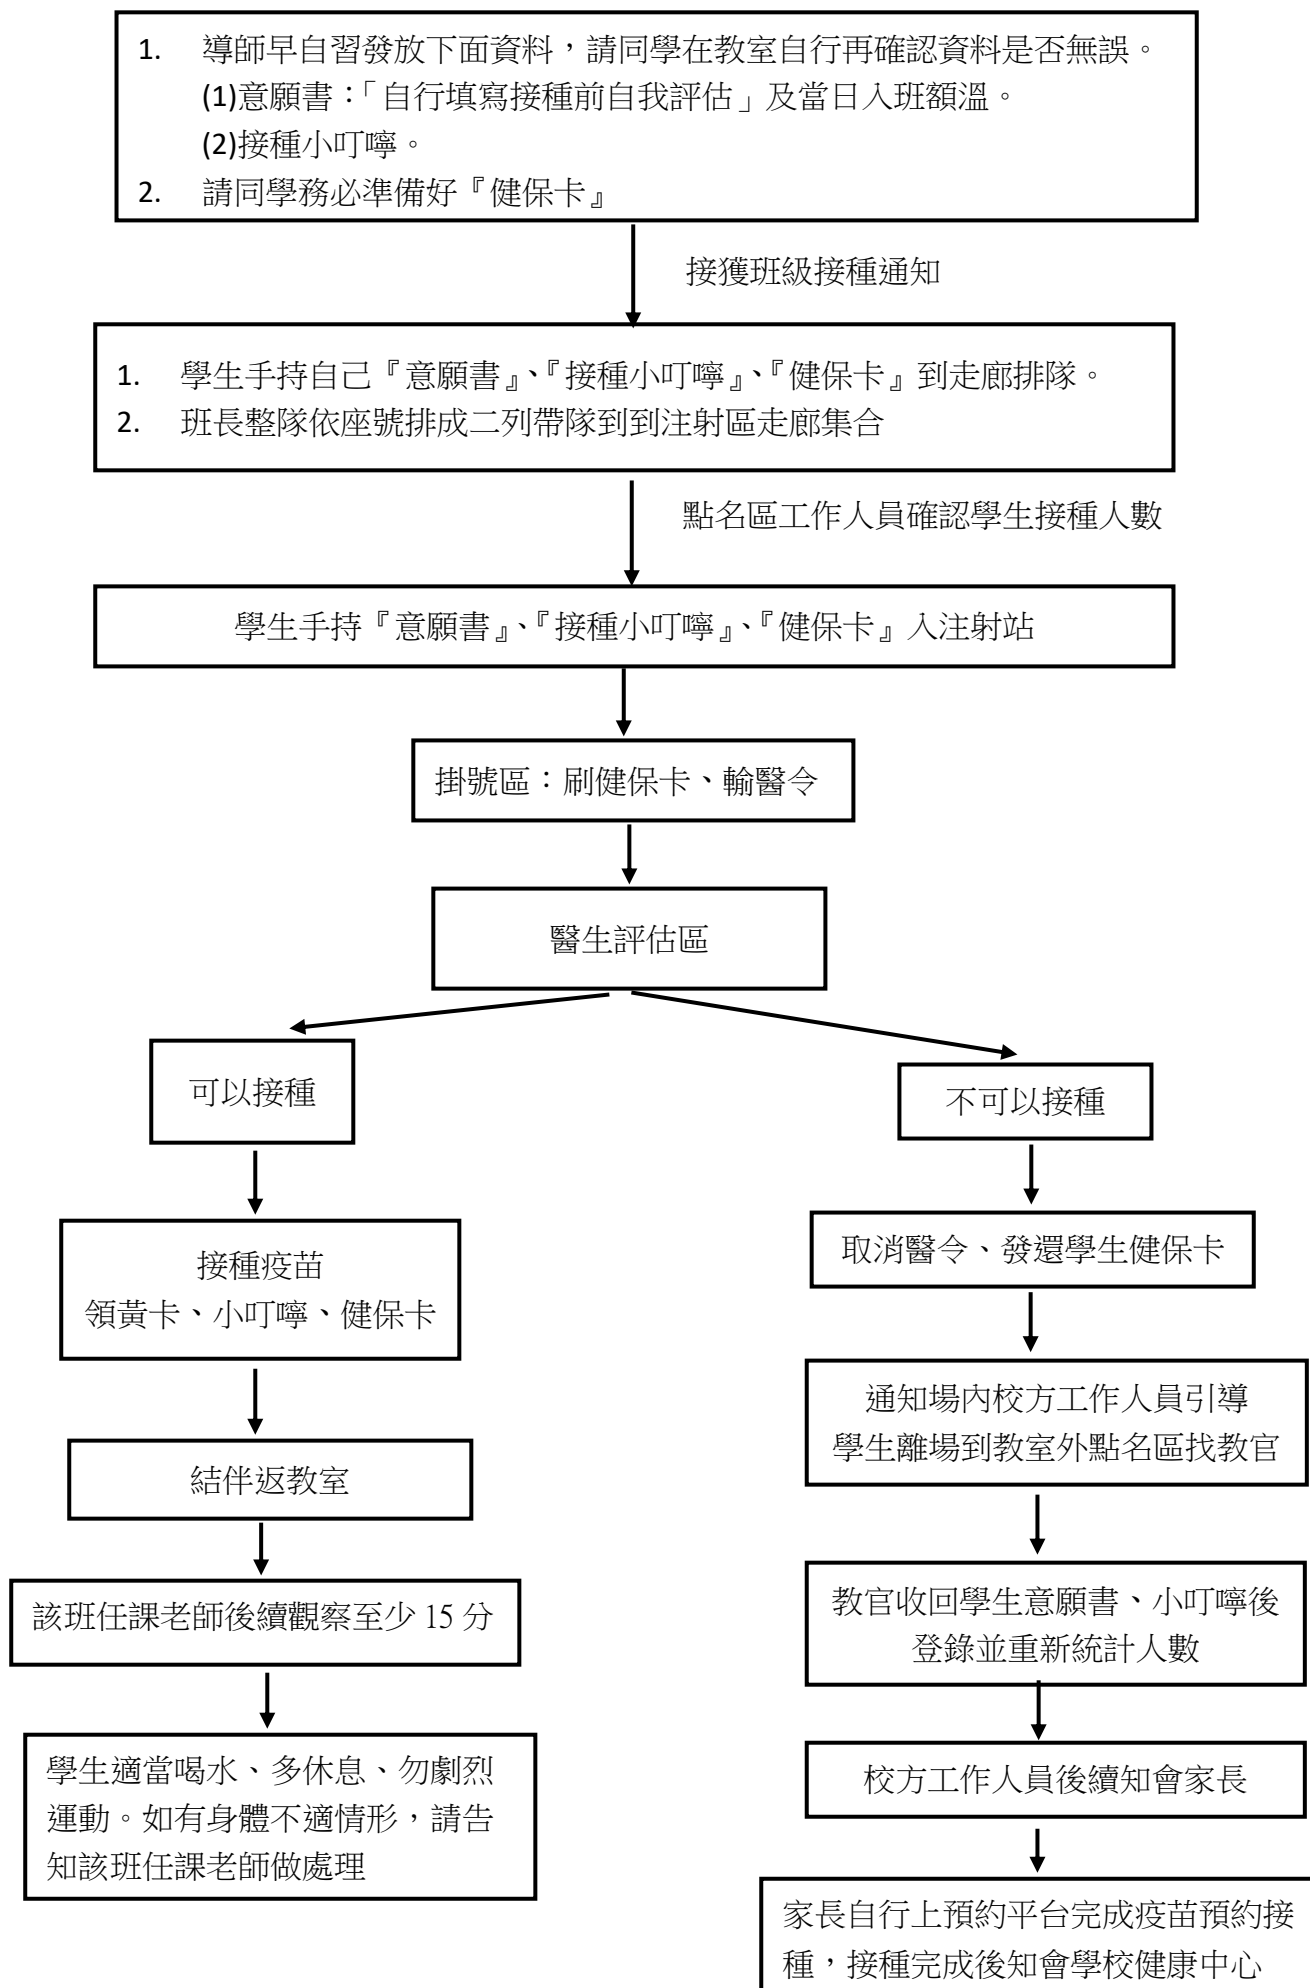 1. 導師早自習發放下面資料，請同學在教室自行再確認資料是否無誤。
(1)意願書：「自行填寫接種前自我評估」及當日入班額溫。
(2)接種小叮嚀。
2. 請同學務必準備好『健保卡』
接獲班級接種通知
1. 學生手持自己『意願書』、『接種小叮嚀』、『健保卡』到走廊排隊。
2. 班長整隊依座號排成二列帶隊到到注射區走廊集合
點名區工作人員確認學生接種人數
學生手持『意願書』、『接種小叮嚀』、『健保卡』入注射站
掛號區：刷健保卡、輸醫令
醫生評估區
可以接種
接種疫苗
領黃卡、小叮嚀、健保卡
結伴返教室
該班任課老師後續觀察至少 15 分
學生適當喝水、多休息、勿劇烈
運動。如有身體不適情形，請告
知該班任課老師做處理
不可以接種
取消醫令、發還學生健保卡
通知場內校方工作人員引導
學生離場到教室外點名區找教官
教官收回學生意願書、小叮嚀後
登錄並重新統計人數
校方工作人員後續知會家長
家長自行上預約平台完成疫苗預約接
種，接種完成後知會學校健康中心